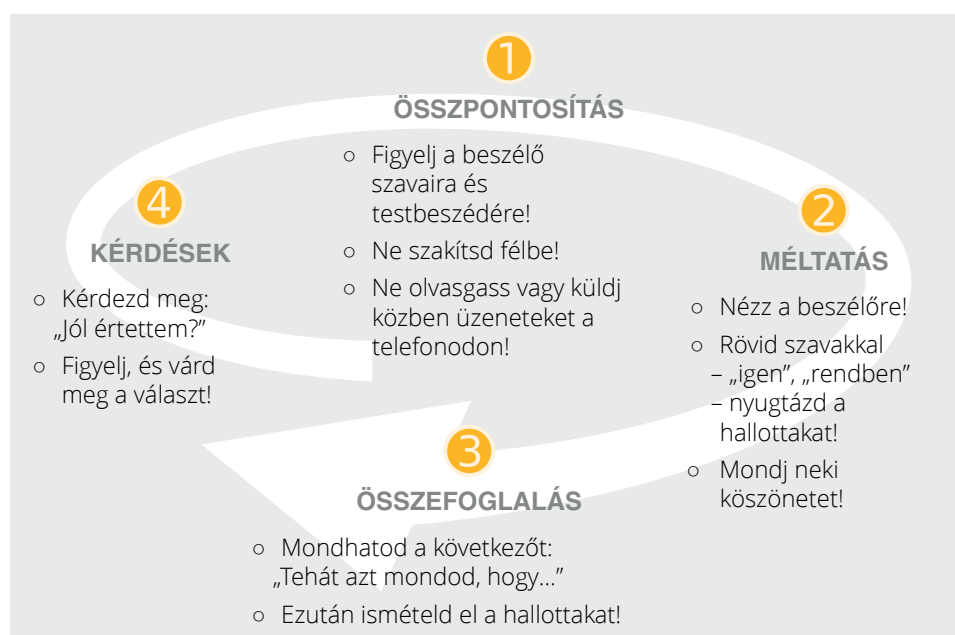 1
ÖSSZPONTOSÍTÁS
○ Figyelj a beszélő
szavaira és
testbeszédére!
○ Ne szakítsd félbe!
○ Ne olvasgass vagy küldj
közben üzeneteket a
telefonodon!
2
MÉLTATÁS
○ Nézz a beszélőre!
○ Rövid szavakkal
– „igen”, „rendben”
– nyugtázd a
hallottakat!
○ Mondj neki
köszönetet!
3
ÖSSZEFOGLALÁS
○ Mondhatod a következőt:
„Tehát azt mondod, hogy...”
○ Ezután ismételd el a hallottakat!
4
KÉRDÉSEK
○ Kérdezd meg:
„Jól értettem?”
○ Figyelj, és várd
meg a választ!